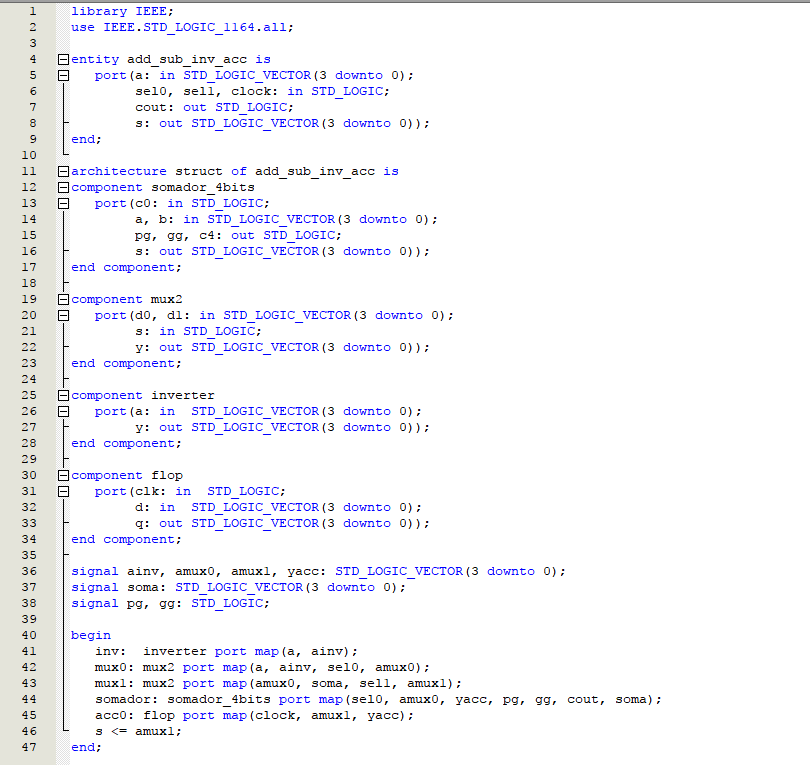 1 library IEEE;
2 use IEEE.STD_LOGIC_1164.all;
3
4 entity add_sub_inv_acc is
5    port(a: in STD_LOGIC_VECTOR(3 downto 0);
6         sel0, sel1, clock: in STD_LOGIC;
7         cout: out STD_LOGIC;
8         s: out STD_LOGIC_VECTOR(3 downto 0));
9 end;
10
11 architecture struct of add_sub_inv_acc is
12 component somador_4bits
13    port(c0: in STD_LOGIC;
14         a, b: in STD_LOGIC_VECTOR(3 downto 0);
15         pg, gg, c4: out STD_LOGIC;
16         s: out STD_LOGIC_VECTOR(3 downto 0));
17 end component;
18
19 component mux2
20    port(d0, d1: in STD_LOGIC_VECTOR(3 downto 0);
21         s: in STD_LOGIC;
22         y: out STD_LOGIC_VECTOR(3 downto 0));
23 end component;
24
25 component inverter
26    port(a: in  STD_LOGIC_VECTOR(3 downto 0);
27         y: out STD_LOGIC_VECTOR(3 downto 0));
28 end component;
29
30 component flop
31    port(clk: in  STD_LOGIC;
32         d: in  STD_LOGIC_VECTOR(3 downto 0);
33         q: out STD_LOGIC_VECTOR(3 downto 0));
34 end component;
35
36 signal ainv, amux0, amux1, yacc: STD_LOGIC_VECTOR(3 downto 0);
37 signal soma: STD_LOGIC_VECTOR(3 downto 0);
38 signal pg, gg: STD_LOGIC;
39
40 begin
41    inv:  inverter port map(a, ainv);
42    mux0: mux2 port map(a, ainv, sel0, amux0);
43    mux1: mux2 port map(amux0, soma, sel1, amux1);
44    somador: somador_4bits port map(sel0, amux0, yacc, pg, gg, cout, soma);
45    acc0: flop port map(clock, amux1, yacc);
46    s <= amux1;
47 end;